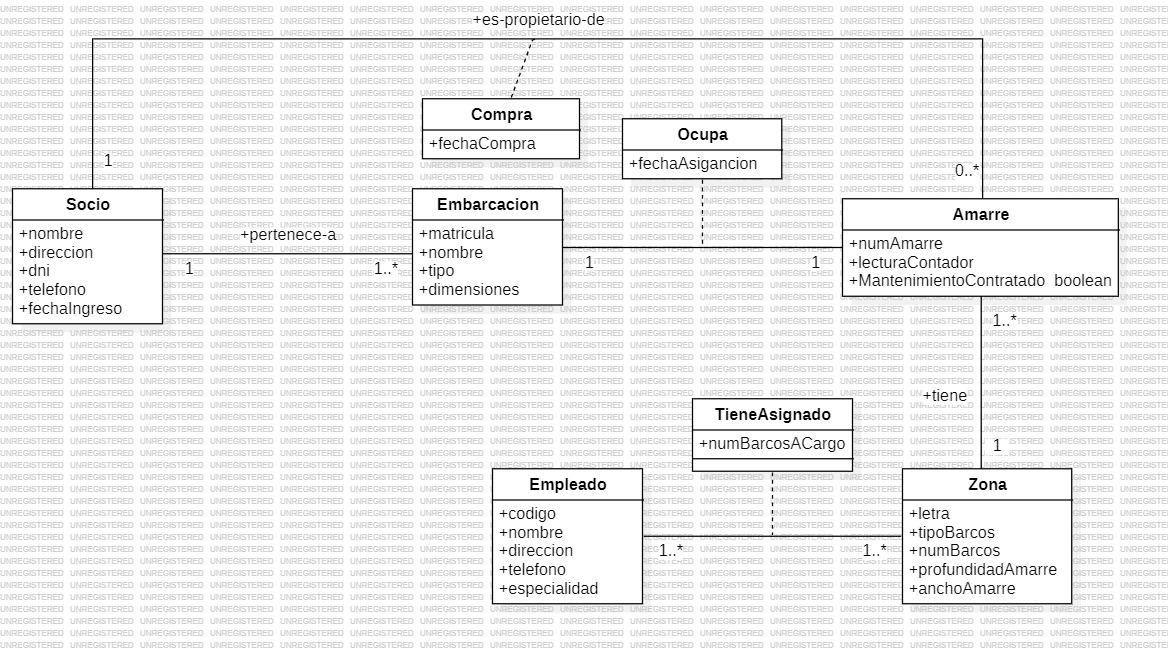 +es-propietario-de
Compra
+fechaCompra
Ocupa
+fechaAsigancion
1
0..*
Socio
+nombre
+direccion
+dni
+telefono
+fechaIngreso
+pertenece-a
1
1..*
Embarcacion
+matricula
+nombre
+tipo
+dimensiones
1
1
Amarre
+numAmarre
+lecturaContador
+MantenimientoContratado boolean
1..*
+tiene
1
TieneAsignado
+numBarcosACargo
Empleado
+codigo
+nombre
+direccion
+telefono
+especialidad
1..*
1..*
Zona
+letra
+tipoBarcos
+numBarcos
+profundidadAmarre
+anchoAmarre
UNREGISTERED